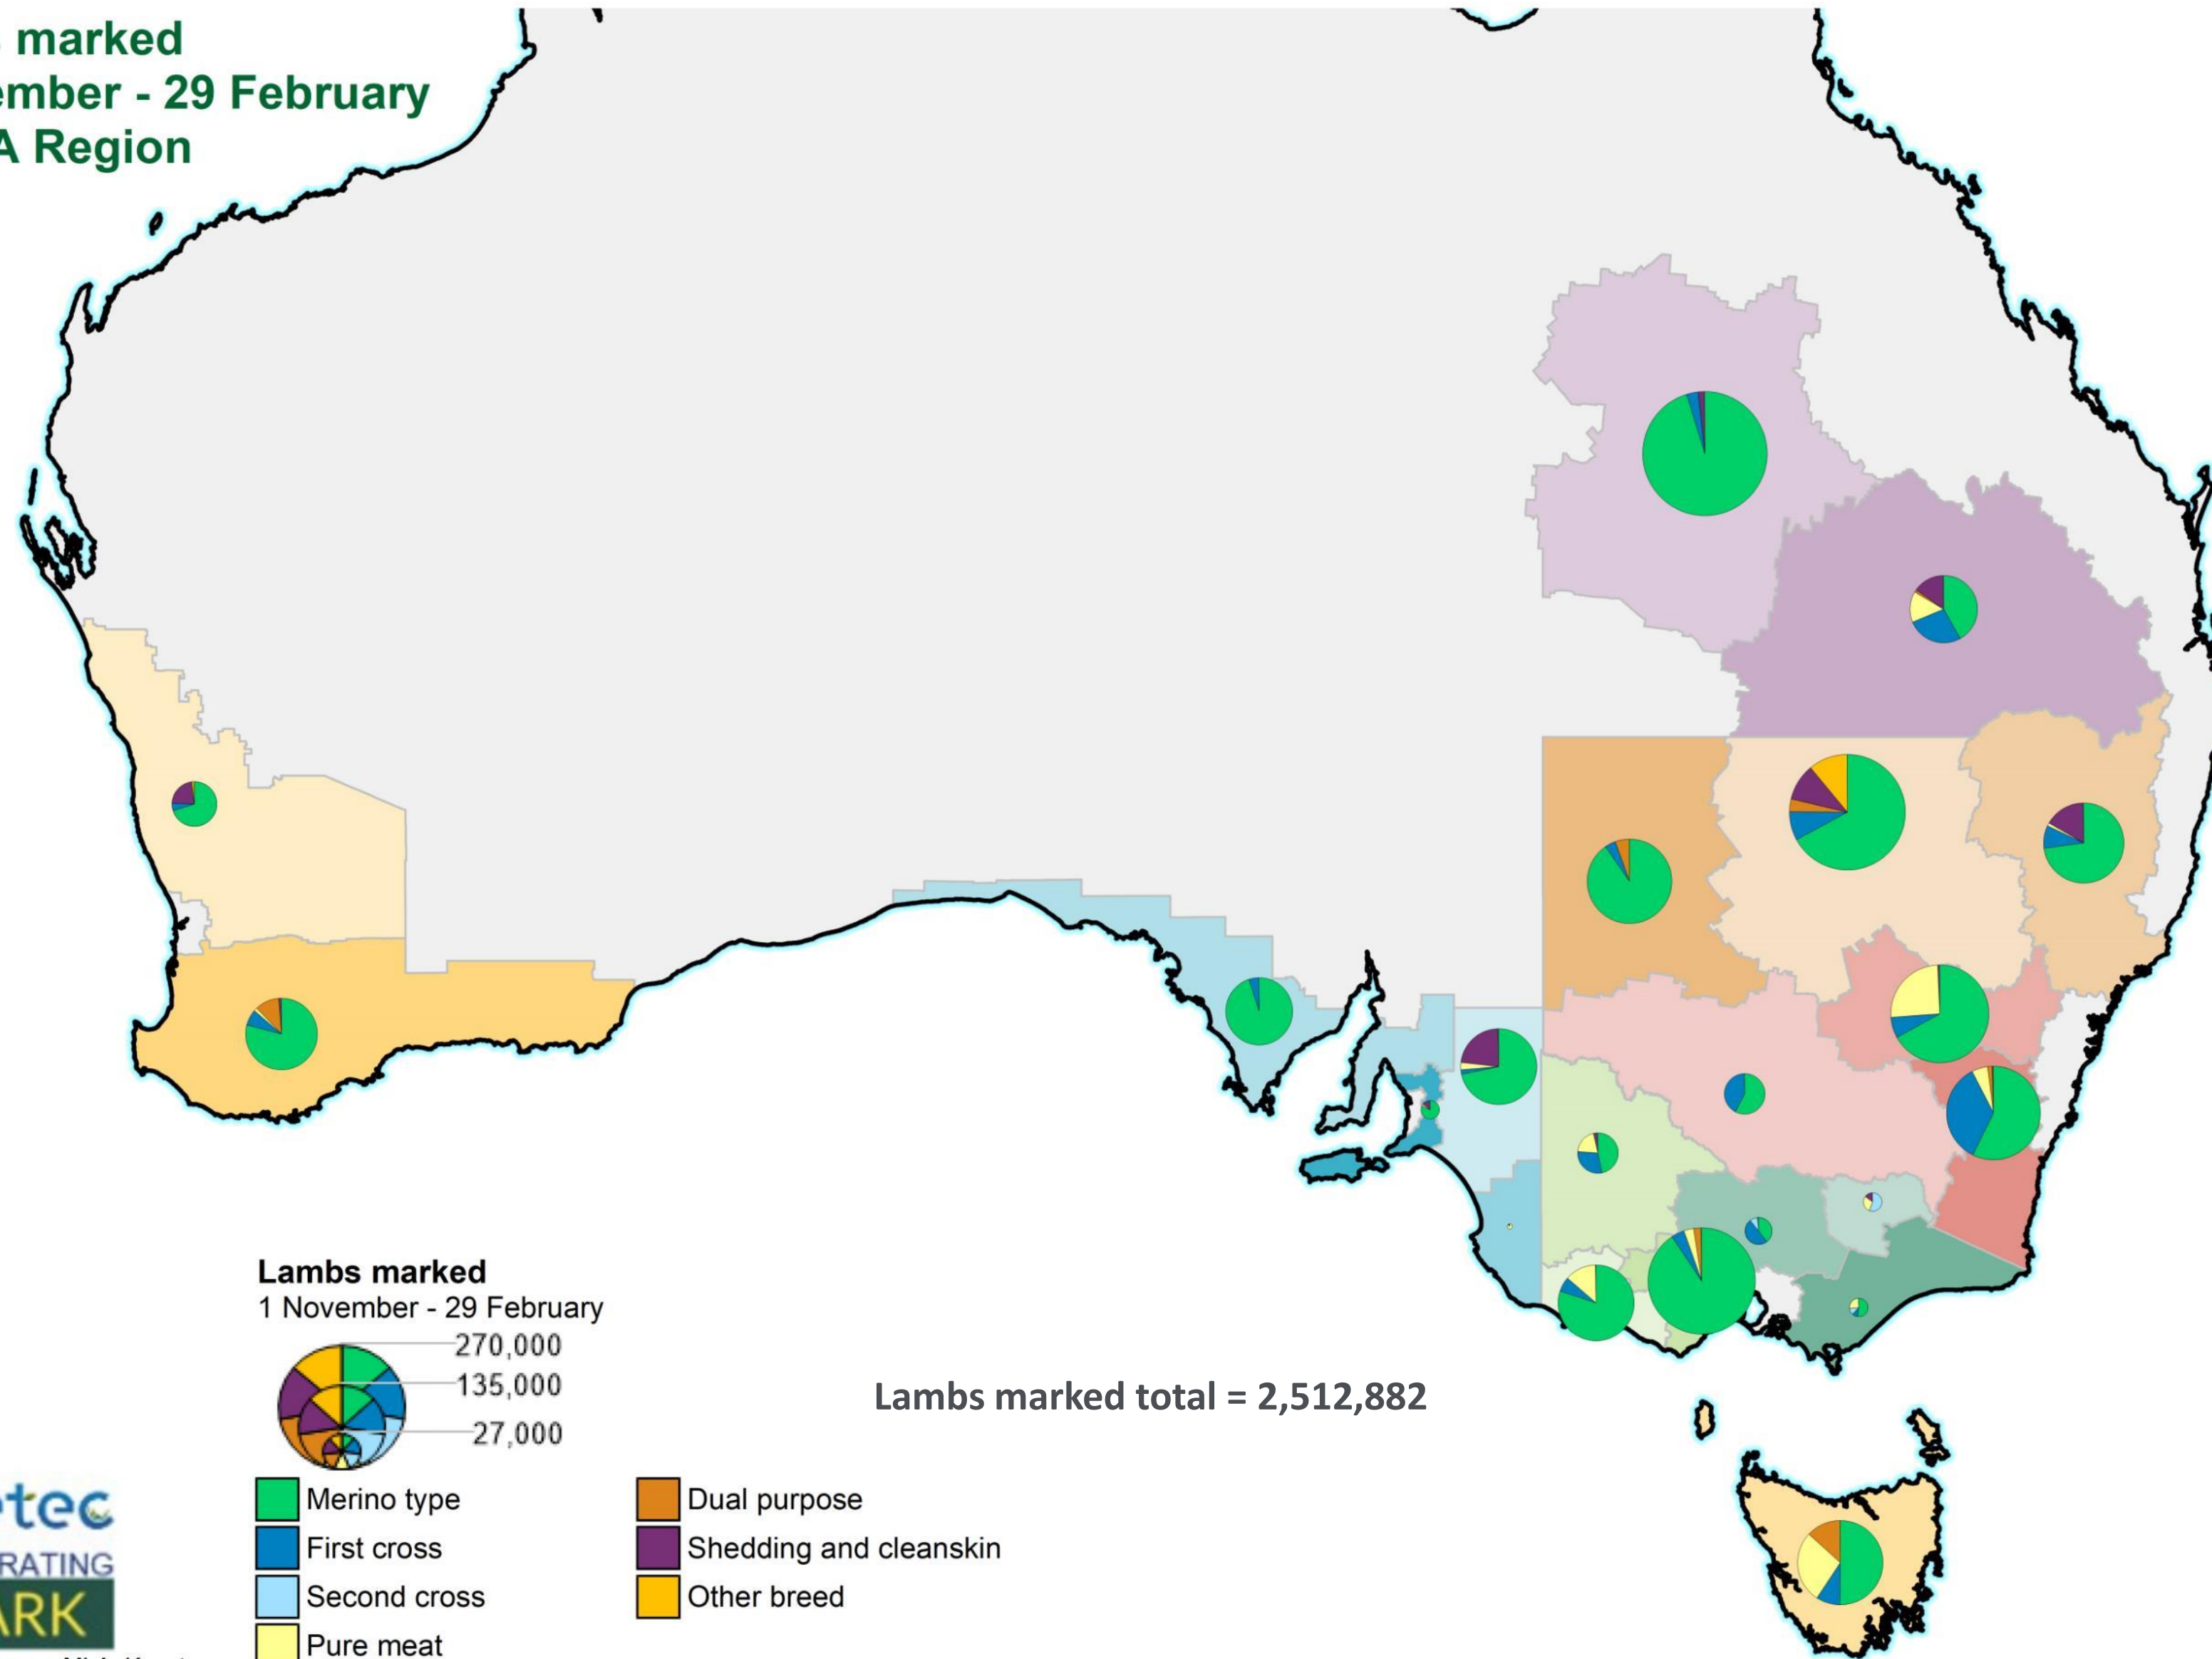 marked
ember - 29 February
A Region
Lambs marked
1 November - 29 February
270,000
135,000
27,000
Lambs marked total = 2,512,882
Merino type
First cross
Second cross
Pure meat
Dual purpose
Shedding and cleanskin
Other breed
tec
RATING
ARK